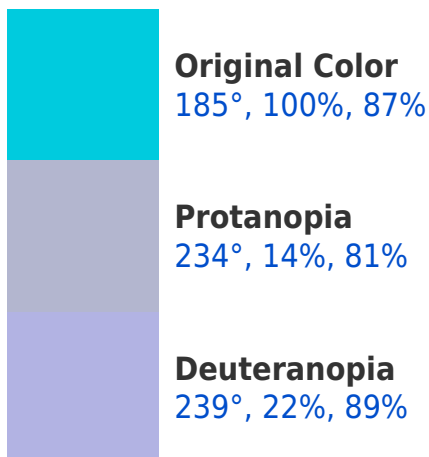 Original Color
185°, 100%, 87%
Protanopia
234°, 14%, 81%
Deuteranopia
239°, 22%, 89%